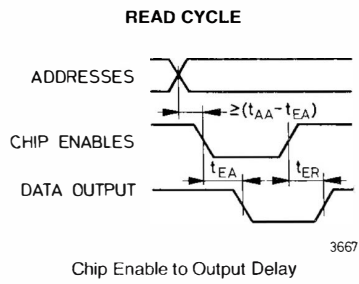 READ CYCLE
ADDRESSES
≥(tAA-tEA)
CHIP ENABLES
tEA
tER
DATA OUTPUT
3667
Chip Enable to Output Delay